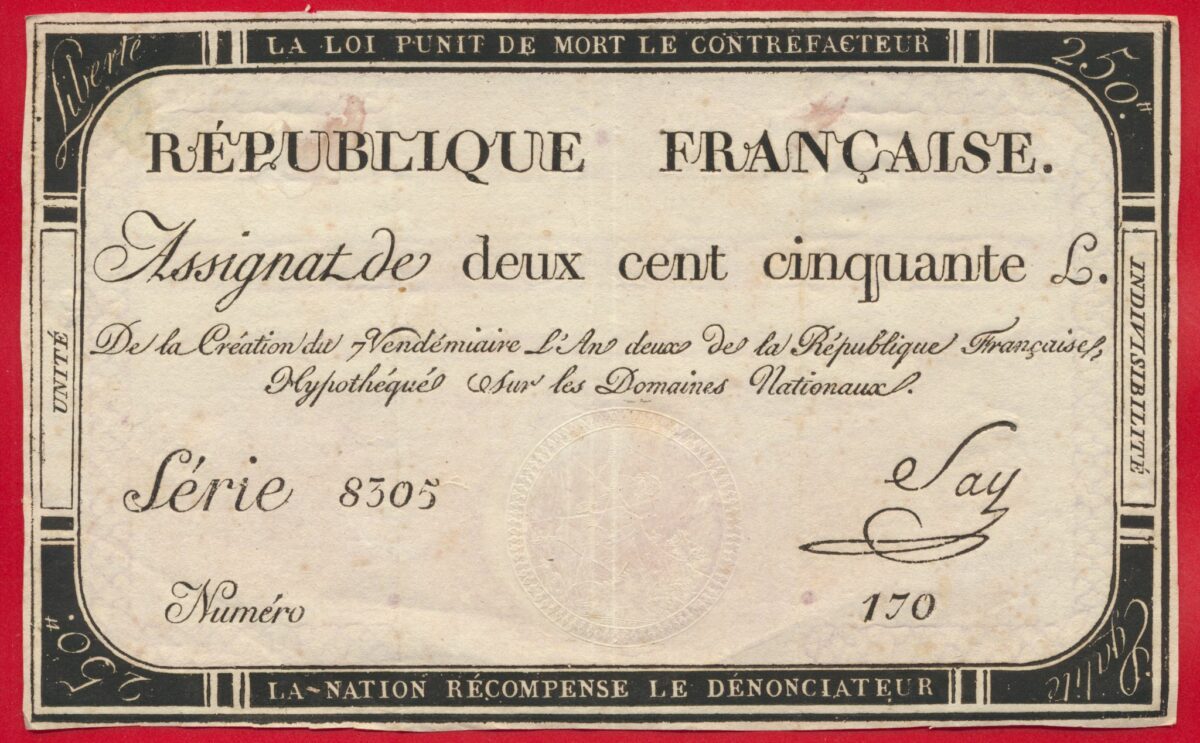 Liberté
LA LOI PUNIT DE MORT LE CONTREFACTEUR
250.#
RÉPUBLIQUE FRANÇAISE.
Assignat de deux cent cinquante L.
De la Création du 7 Vendémiaire L'An deux de la République Française,
Hypothéqué sur les Domaines Nationaux.
UNITÉ
INDIVISIBILITÉ
Série 8305
Say
Numéro 170
250.#
LA NATION RÉCOMPENSE LE DÉNONCIATEUR
Egalité